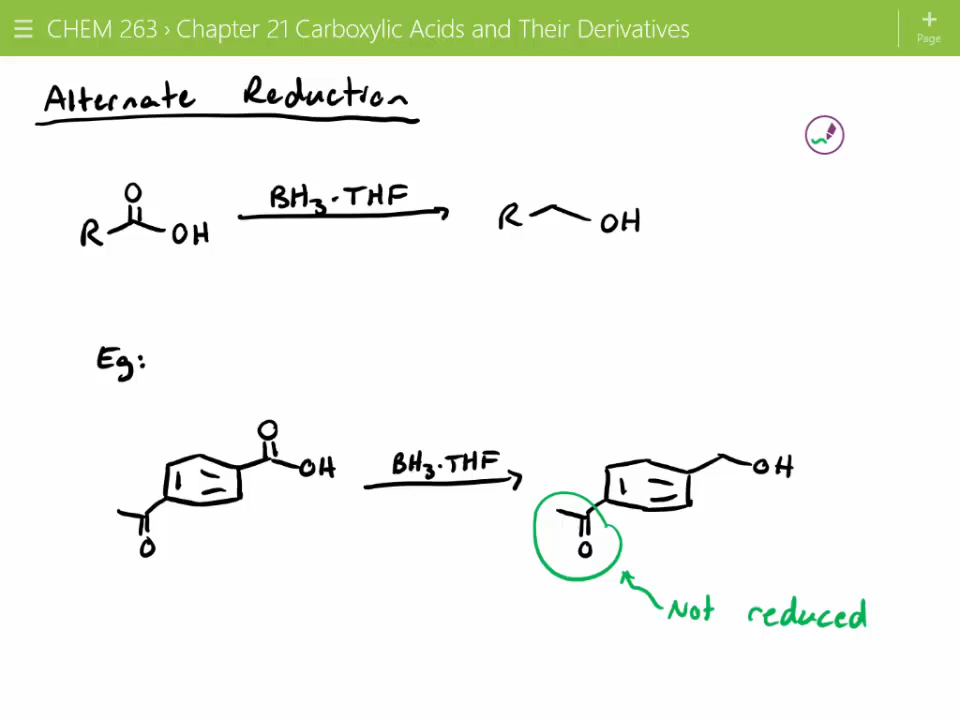 CHEM 263 › Chapter 21 Carboxylic Acids and Their Derivatives
Page
Alternate Reduction
O
R OH
BH₃·THF
R OH
Eg:
O
OH
O
BH₃·THF
OH
O
Not reduced